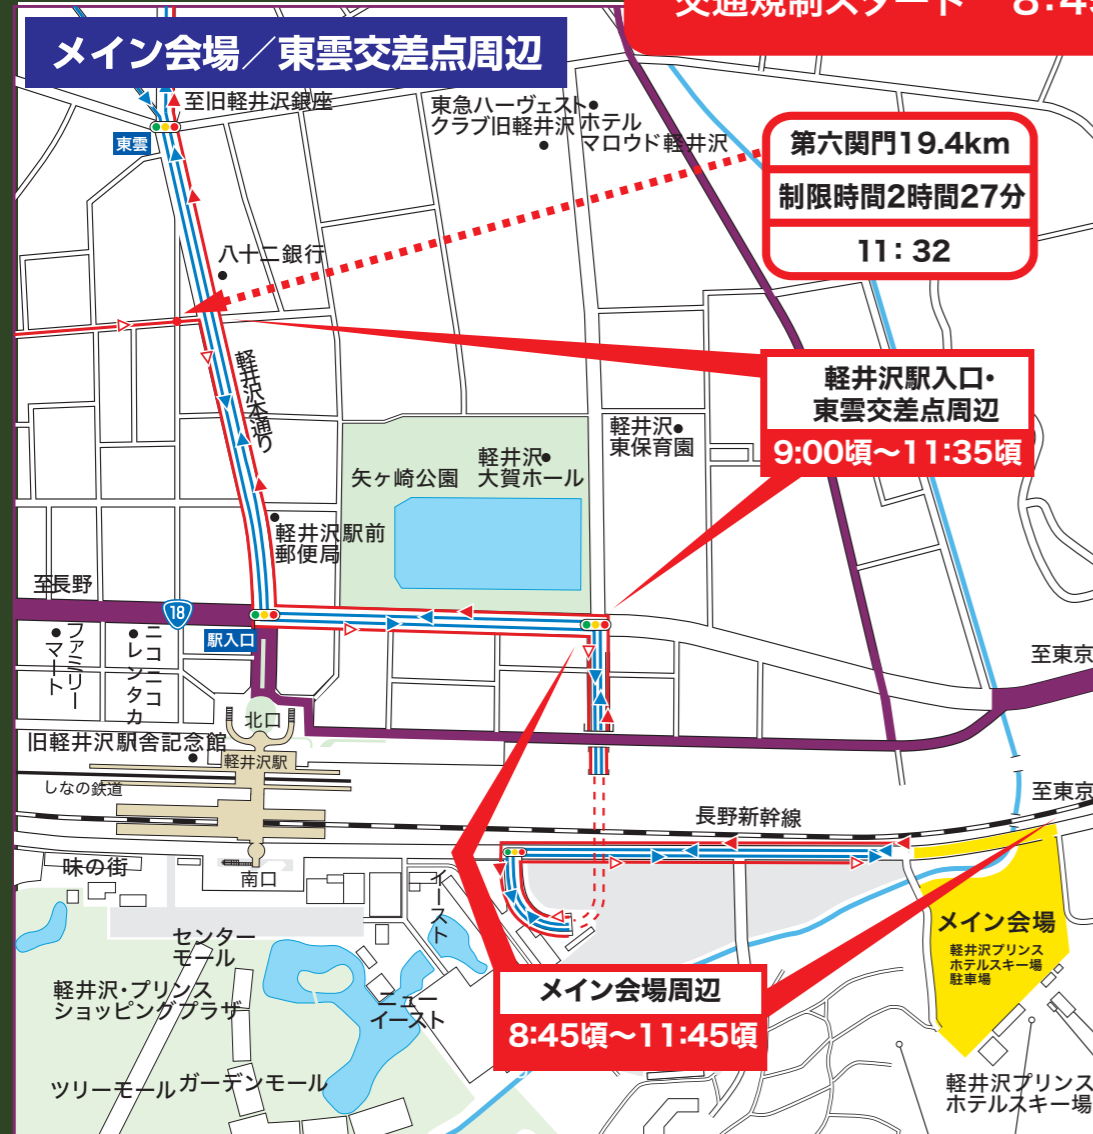 交通規制スタート 8:45
メイン会場／東雲交差点周辺
至旧軽井沢銀座
東雲
東急ハーヴェスト
クラブ旧軽井沢
ホテル
マロウド軽井沢
第六関門19.4km
制限時間2時間27分
11：32
八十二銀行
軽井沢本通り
軽井沢駅入口・
東雲交差点周辺
9:00頃〜11:35頃
軽井沢
東保育園
矢ヶ崎公園
軽井沢
大賀ホール
軽井沢駅前
郵便局
至長野
18
駅入口
ファミリー
マート
ニコニコ
レンタカ
至東京
北口
旧軽井沢駅舎記念館
軽井沢駅
しなの鉄道
至東京
長野新幹線
味の街
南口
イースト
メイン会場
軽井沢プリンス
ホテルスキー場
駐車場
センター
モール
軽井沢・プリンス
ショッピングプラザ
ニュー
イースト
メイン会場周辺
8:45頃〜11:45頃
ツリーモール
ガーデンモール
軽井沢プリンス
ホテルスキー場